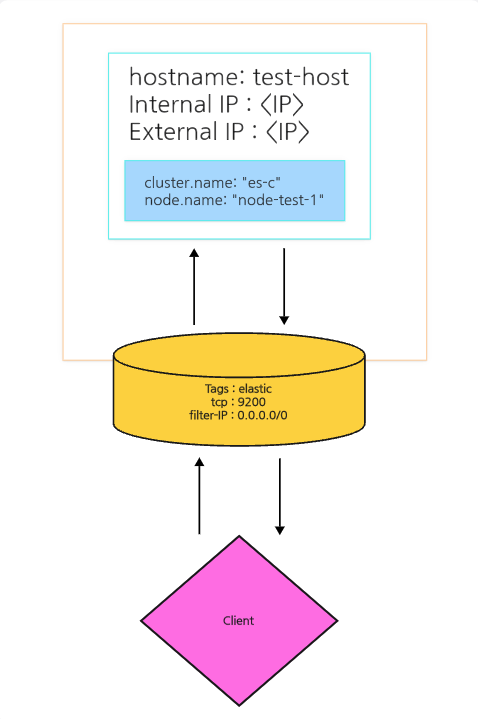 hostname: test-host
Internal IP : <IP>
External IP : <IP>
cluster.name: "es-c"
node.name: "node-test-1"
Tags : elastic
tcp : 9200
filter-IP : 0.0.0.0/0
Client